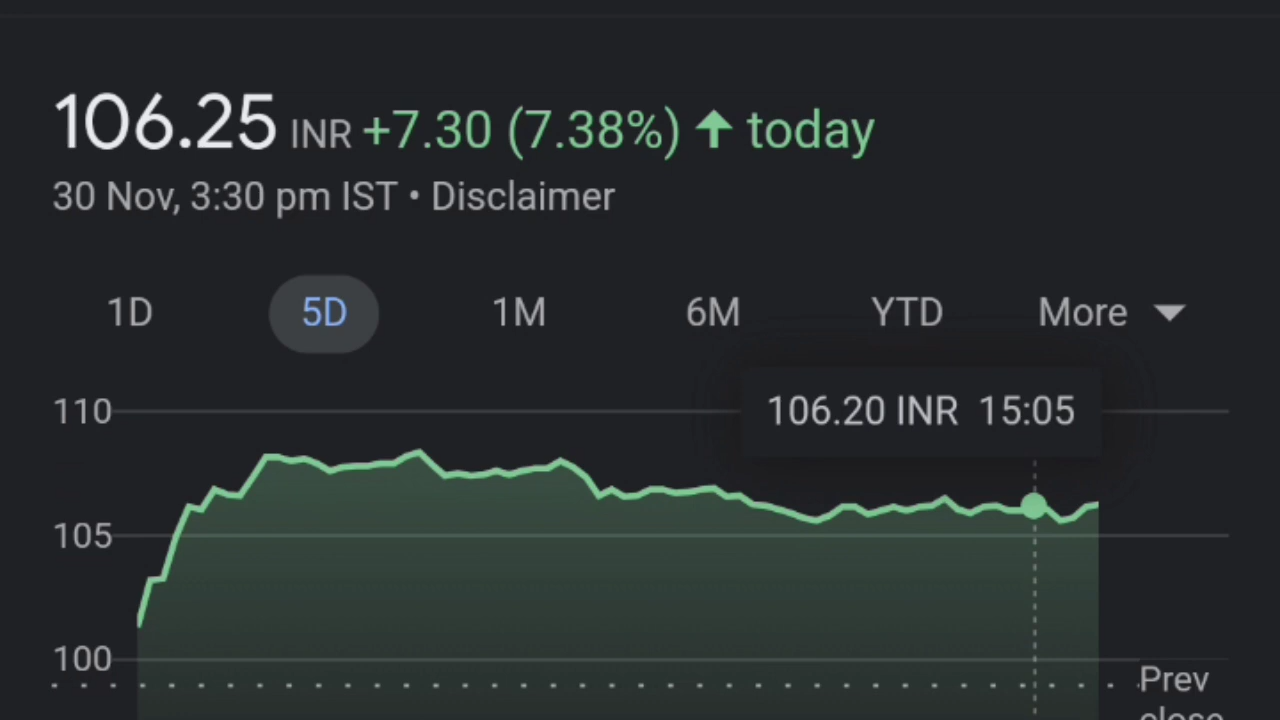 106.25 INR +7.30 (7.38%) ↑ today
30 Nov, 3:30 pm IST • Disclaimer
1D 5D 1M 6M YTD More
106.20 INR 15:05
110
105
100
Prev
close